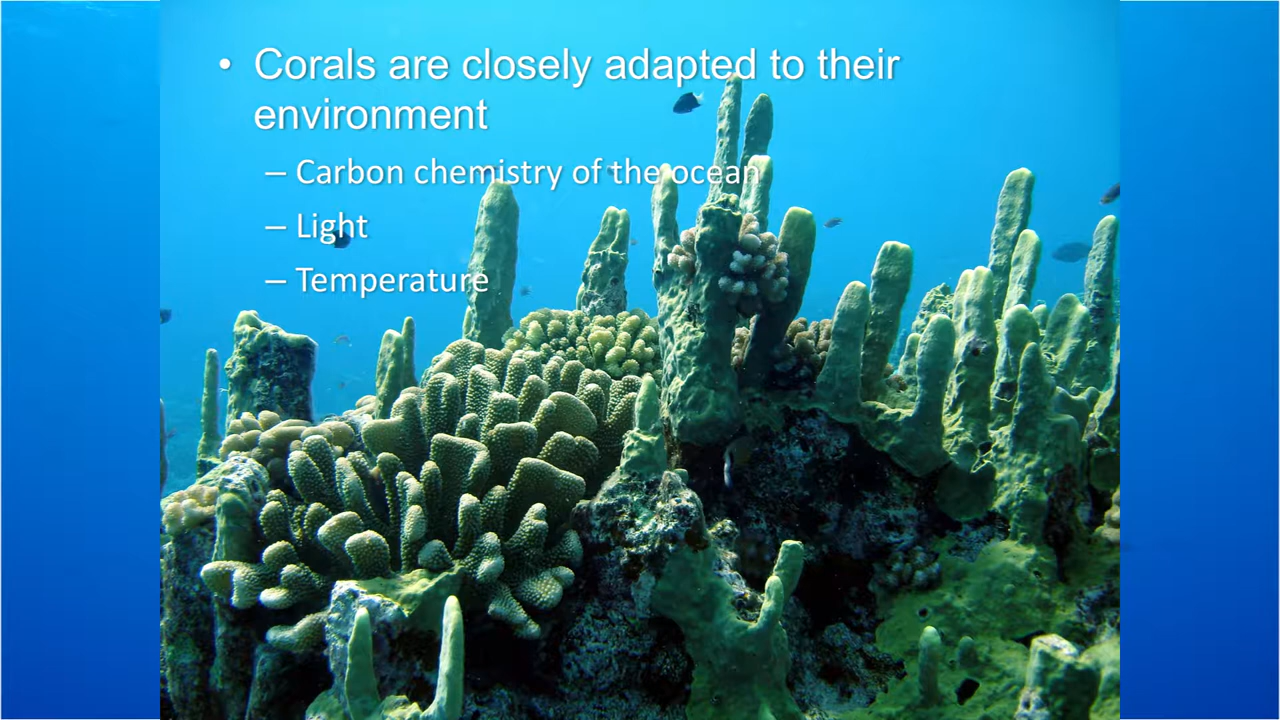 • Corals are closely adapted to their
environment
– Carbon chemistry of the ocean
– Light
– Temperature